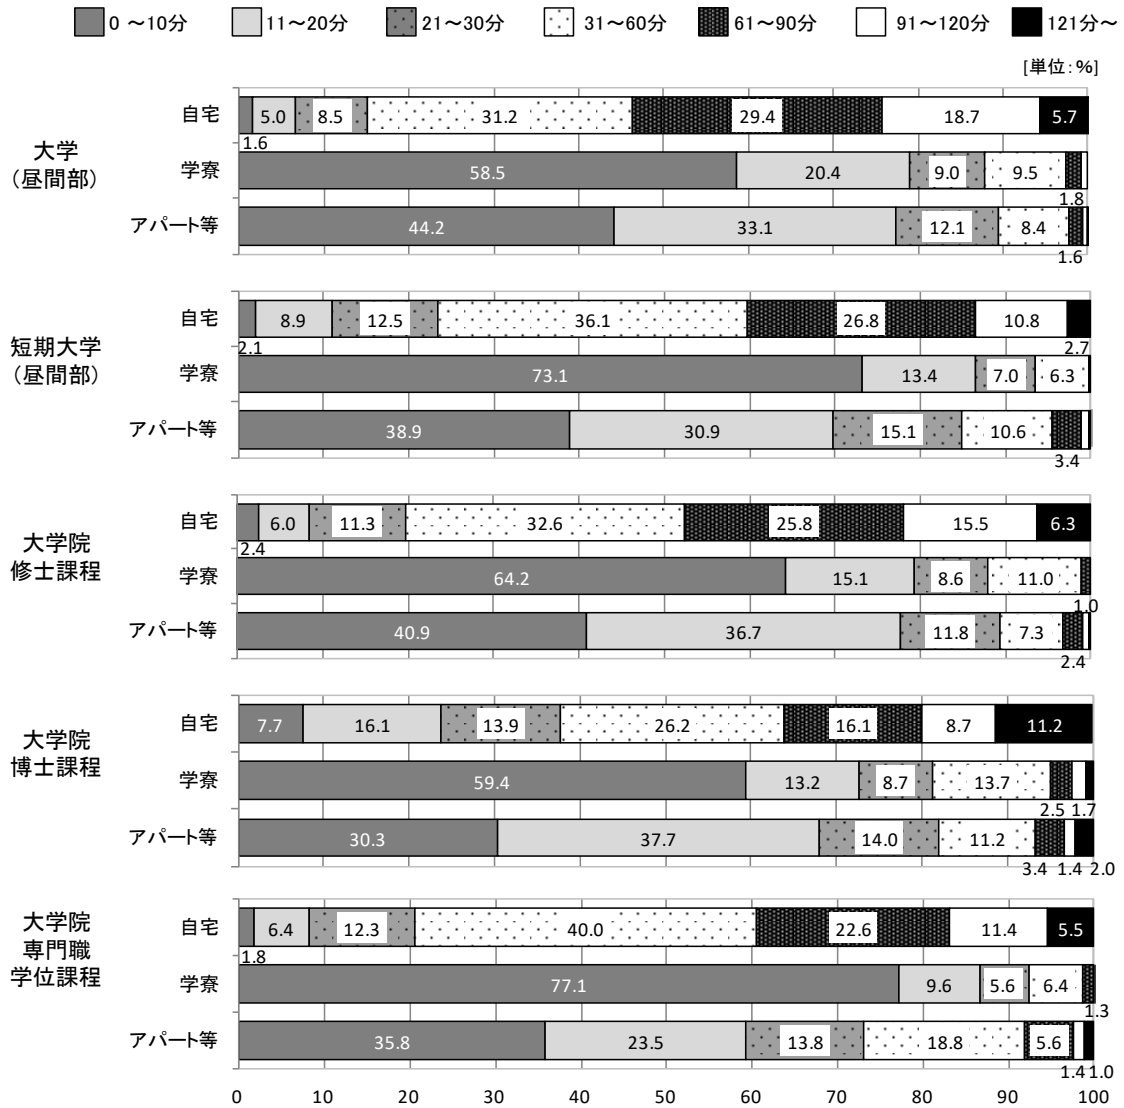 0 ～10分 11～20分 21～30分 31～60分 61～90分 91～120分 121分～
[単位：%]
大学
（昼間部）
自宅 1.6 5.0 8.5 31.2 29.4 18.7 5.7
学寮 58.5 20.4 9.0 9.5 1.8
アパート等 44.2 33.1 12.1 8.4 1.6
短期大学
（昼間部）
自宅 2.1 8.9 12.5 36.1 26.8 10.8 2.7
学寮 73.1 13.4 7.0 6.3
アパート等 38.9 30.9 15.1 10.6 3.4
大学院
修士課程
自宅 2.4 6.0 11.3 32.6 25.8 15.5 6.3
学寮 64.2 15.1 8.6 11.0 1.0
アパート等 40.9 36.7 11.8 7.3 2.4
大学院
博士課程
自宅 7.7 16.1 13.9 26.2 16.1 8.7 11.2
学寮 59.4 13.2 8.7 13.7 2.5 1.7
アパート等 30.3 37.7 14.0 11.2 3.4 1.4 2.0
大学院
専門職
学位課程
自宅 1.8 6.4 12.3 40.0 22.6 11.4 5.5
学寮 77.1 9.6 5.6 6.4 1.3
アパート等 35.8 23.5 13.8 18.8 5.6 1.4 1.0
0 10 20 30 40 50 60 70 80 90 100